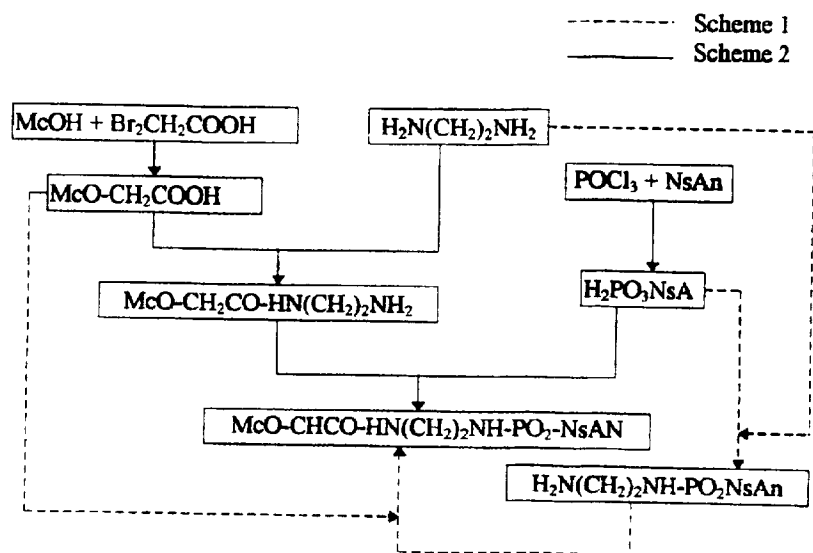 Scheme 1
Scheme 2
McOH + Br₂CH₂COOH
H₂N(CH₂)₂NH₂
POCl₃ + NsAn
McO-CH₂COOH
McO-CH₂CO-HN(CH₂)₂NH₂
H₂PO₃NsA
McO-CHCO-HN(CH₂)₂NH-PO₂-NsAN
H₂N(CH₂)₂NH-PO₂NsAn